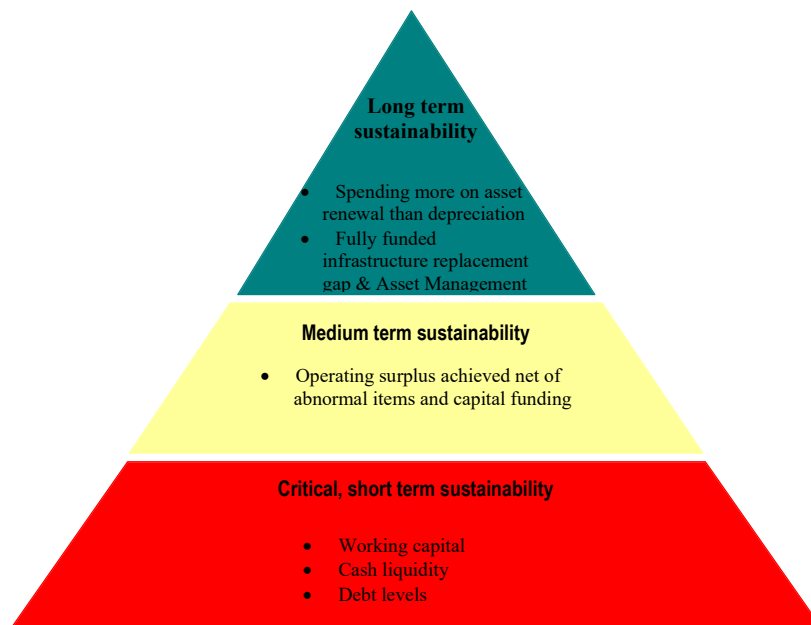 Long term
sustainability
• Spending more on asset
renewal than depreciation
• Fully funded
infrastructure replacement
gap & Asset Management
Medium term sustainability
• Operating surplus achieved net of
abnormal items and capital funding
Critical, short term sustainability
• Working capital
• Cash liquidity
• Debt levels